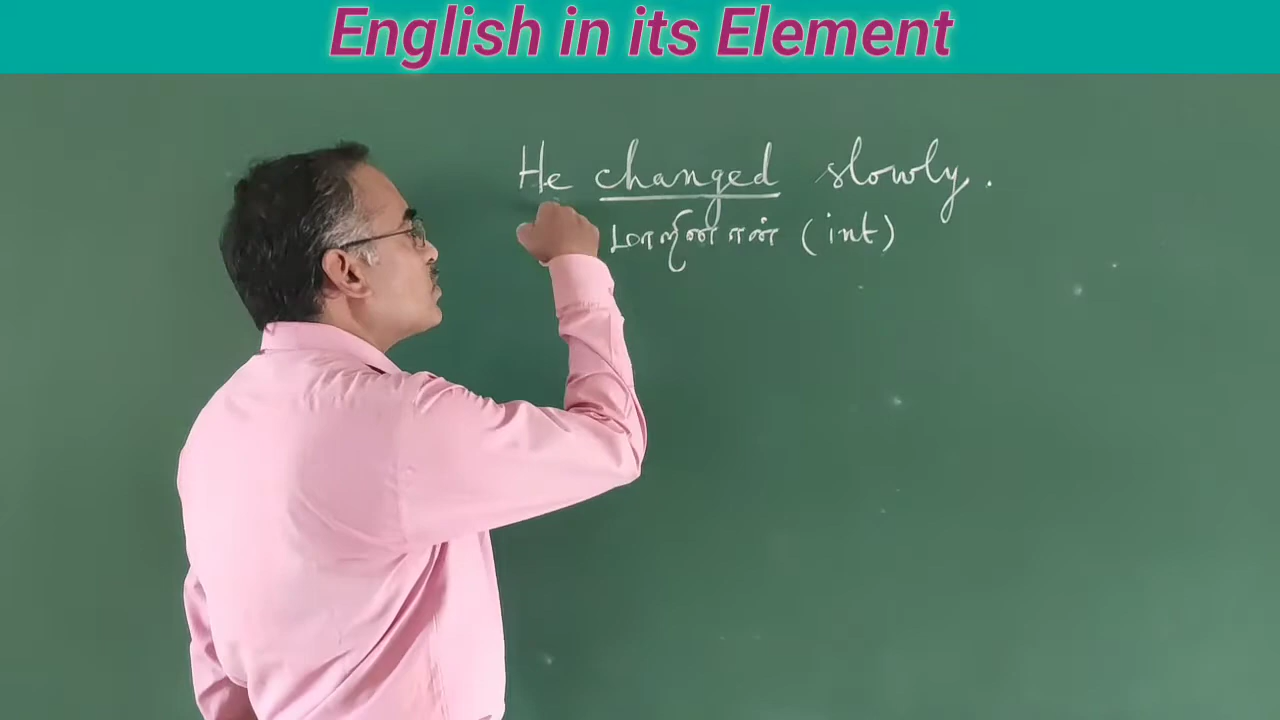 English in its Element
He changed slowly.
மாறினான் (int)